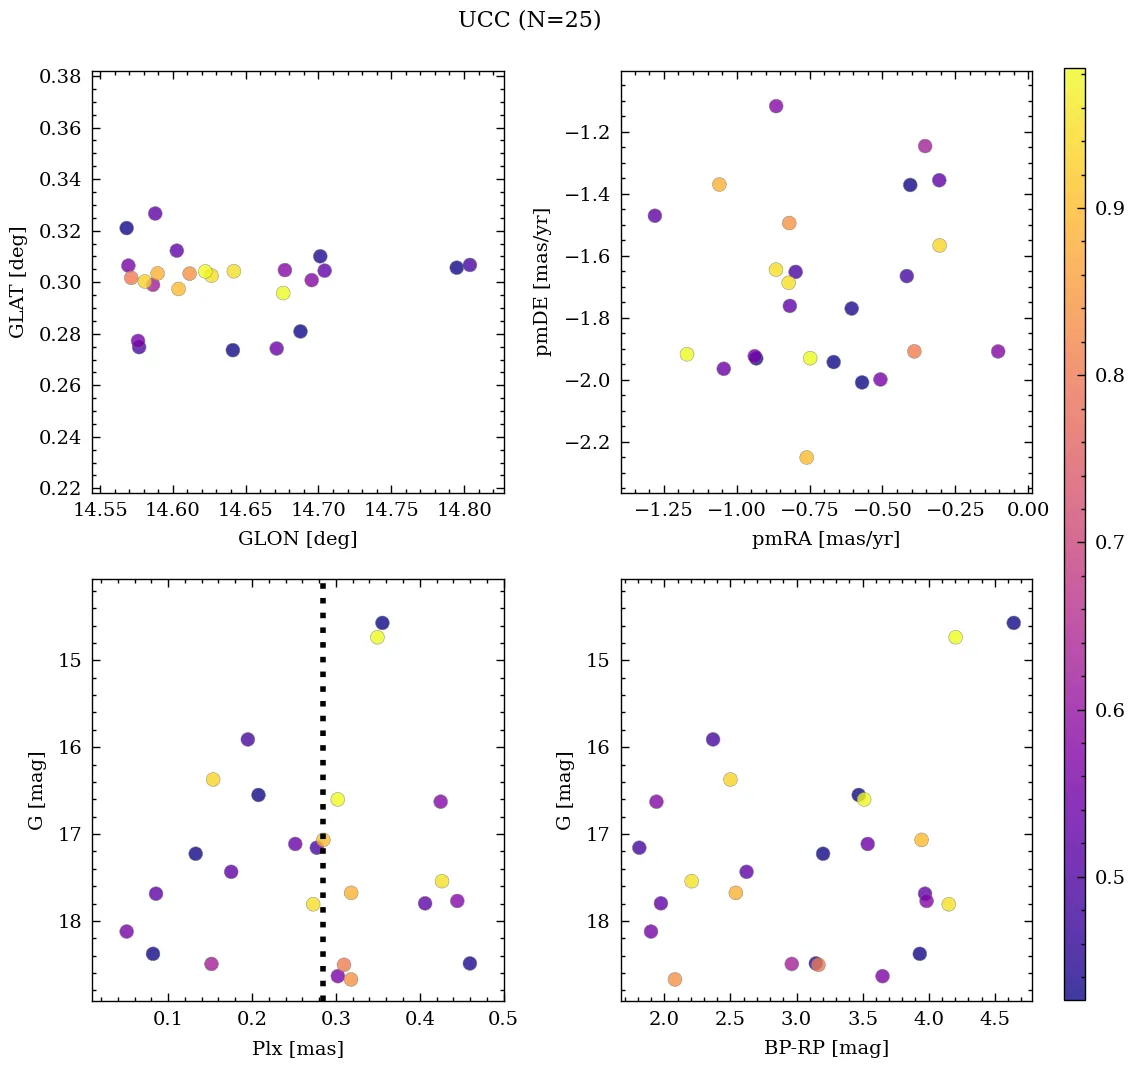 UCC (N=25)
0.38
0.36
0.34
0.32
0.30
0.28
0.26
0.24
0.22
GLAT [deg]
14.55 14.60 14.65 14.70 14.75 14.80
GLON [deg]
−1.2
−1.4
−1.6
−1.8
−2.0
−2.2
pmDE [mas/yr]
−1.25 −1.00 −0.75 −0.50 −0.25 0.00
pmRA [mas/yr]
15
16
17
18
G [mag]
0.1 0.2 0.3 0.4 0.5
Plx [mas]
15
16
17
18
G [mag]
2.0 2.5 3.0 3.5 4.0 4.5
BP-RP [mag]
0.9
0.8
0.7
0.6
0.5